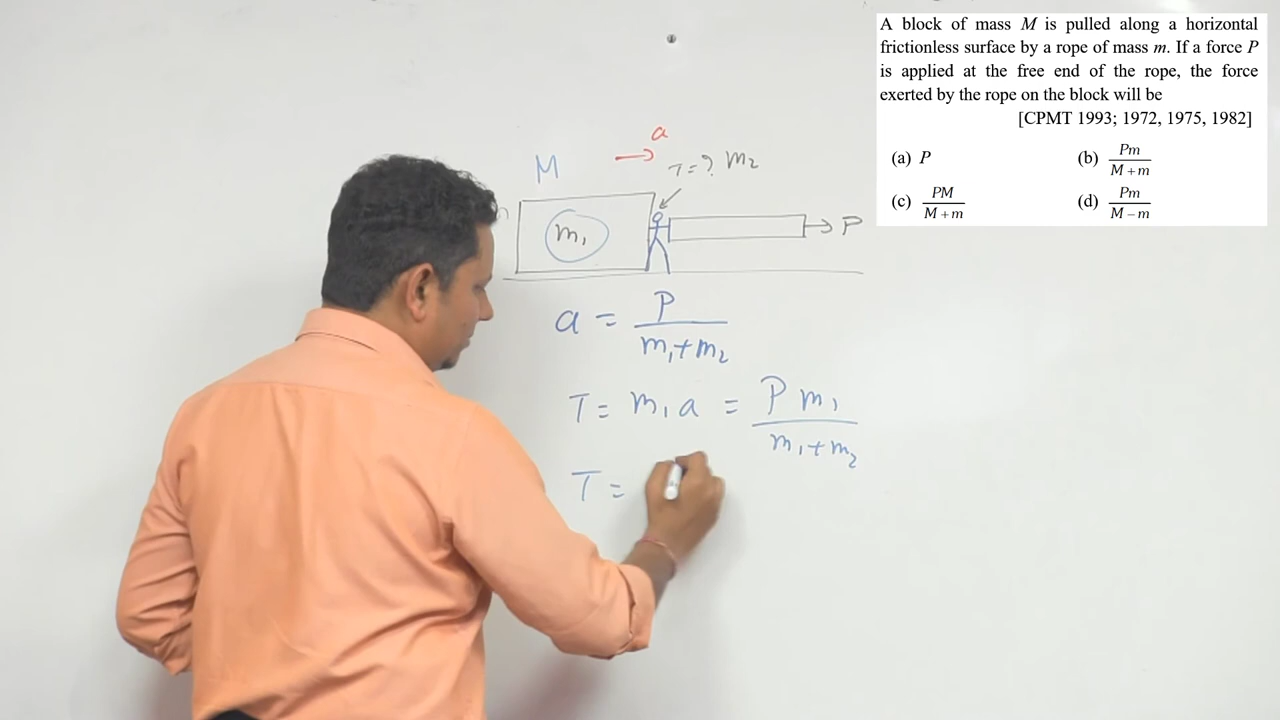 A block of mass M is pulled along a horizontal
frictionless surface by a rope of mass m. If a force P
is applied at the free end of the rope, the force
exerted by the rope on the block will be
[CPMT 1993; 1972, 1975, 1982]
(a) P (b) Pm/(M + m)
(c) PM/(M + m) (d) Pm/(M − m)
a
M T = ? m₂
m₁ P
a = P/(m₁+m₂)
T = m₁a = Pm₁/(m₁+m₂)
T =